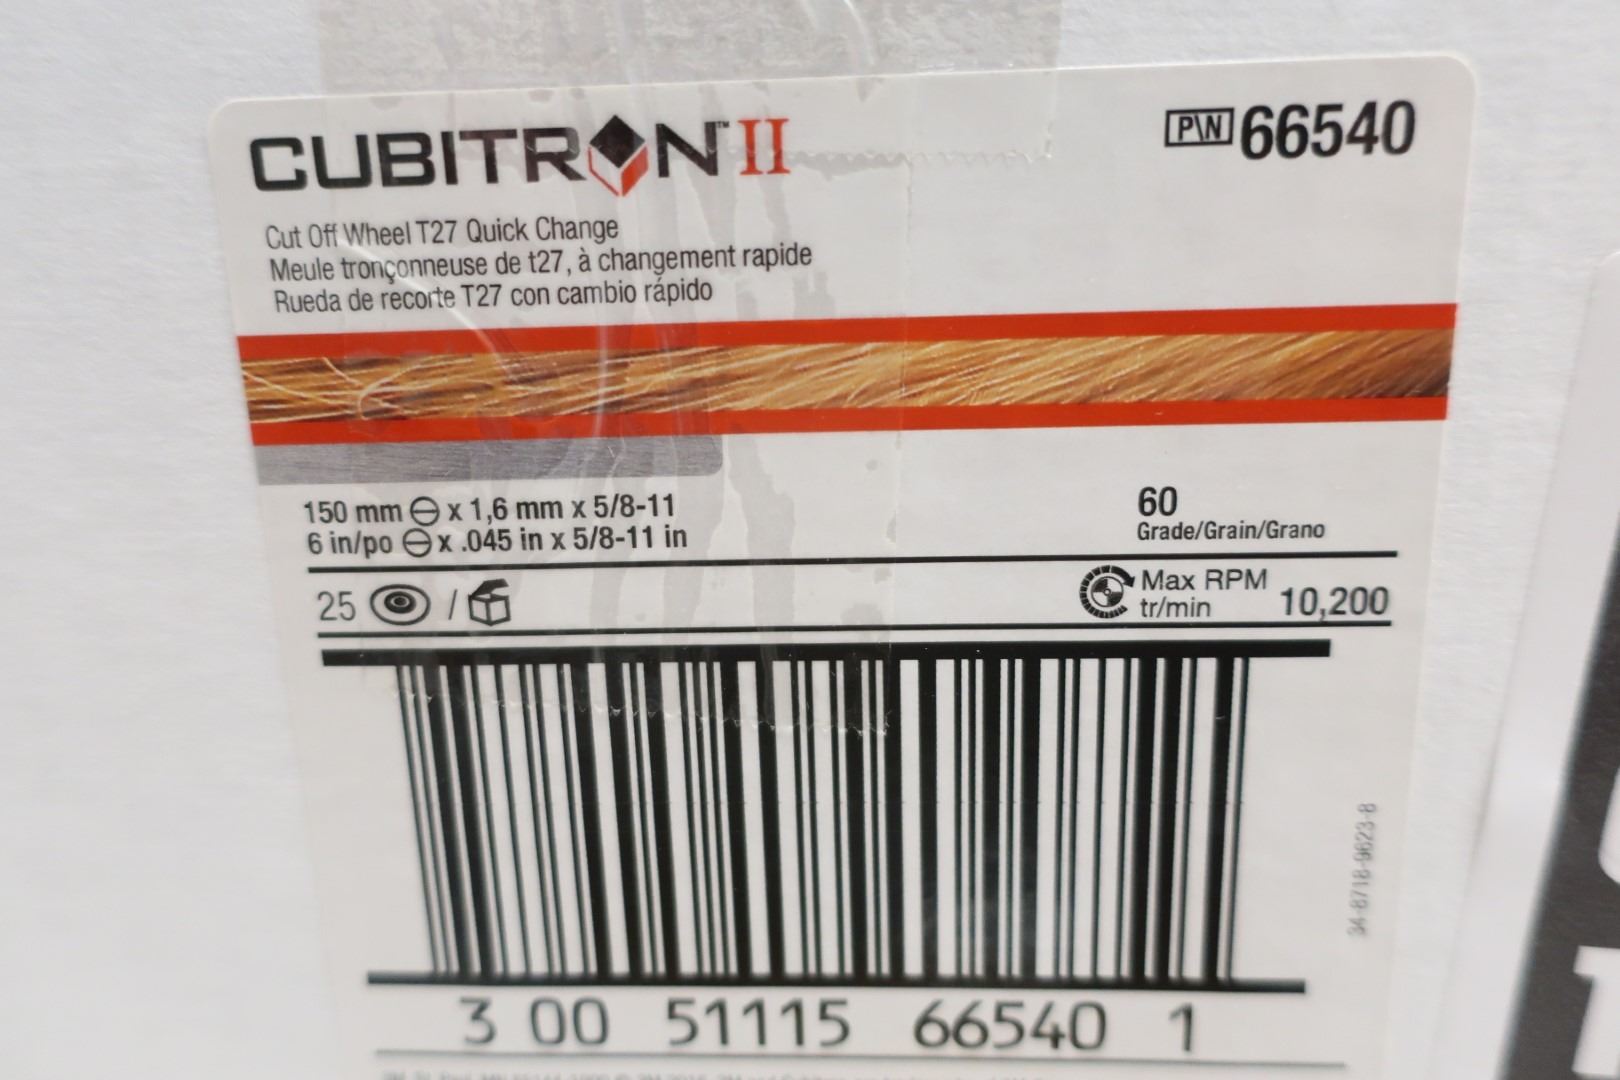 CUBITRON™ II
P\N 66540
Cut Off Wheel T27 Quick Change
Meule tronçonneuse de t27, à changement rapide
Rueda de recorte T27 con cambio rápido
150 mm ⊖ x 1,6 mm x 5/8-11
6 in/po ⊖ x .045 in x 5/8-11 in
60
Grade/Grain/Grano
25 /
Max RPM
tr/min 10,200
34-8718-9623-8
3 00 51115 66540 1